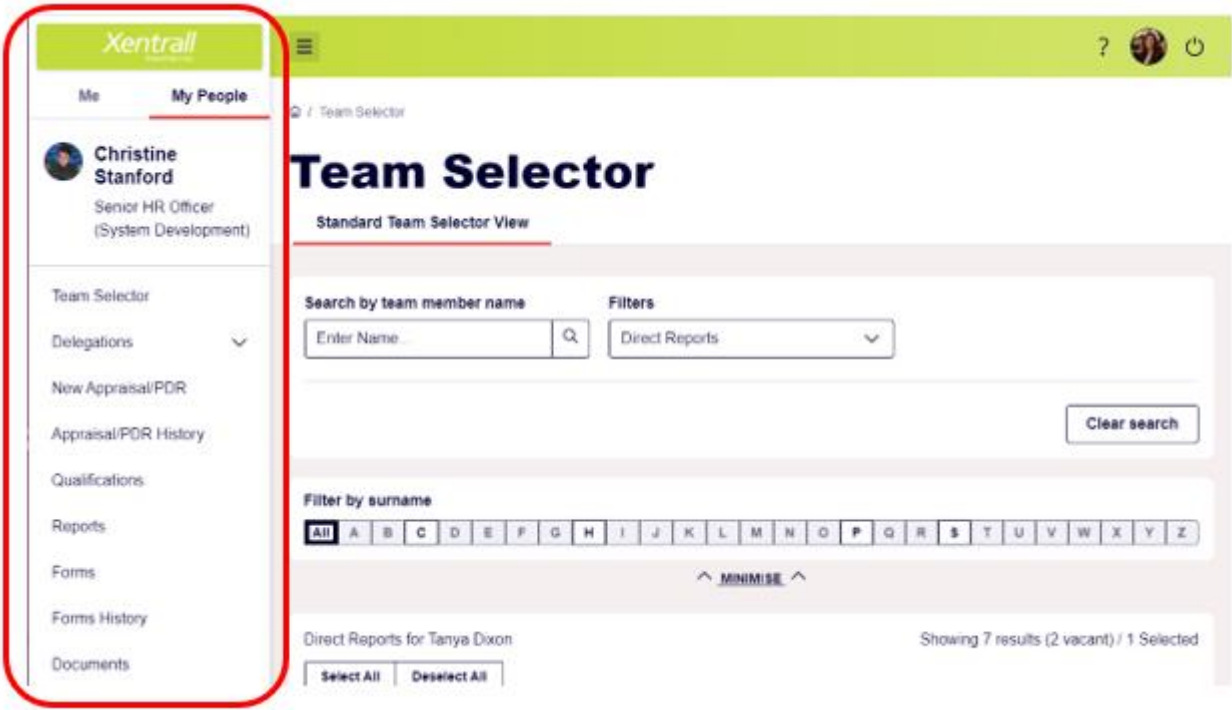 Xentrall
Me My People
Christine
Stanford
Senior HR Officer
(System Development)
Team Selector
Delegations
New Appraisal/PDR
Appraisal/PDR History
Qualifications
Reports
Forms
Forms History
Documents
?
/ Team Selector
Team Selector
Standard Team Selector View
Search by team member name Filters
Enter Name... Direct Reports
Clear search
Filter by surname
All A B C D E F G H I J K L M N O P Q R S T U V W X Y Z
MINIMISE
Direct Reports for Tanya Dixon Showing 7 results (2 vacant) / 1 Selected
Select All Deselect All